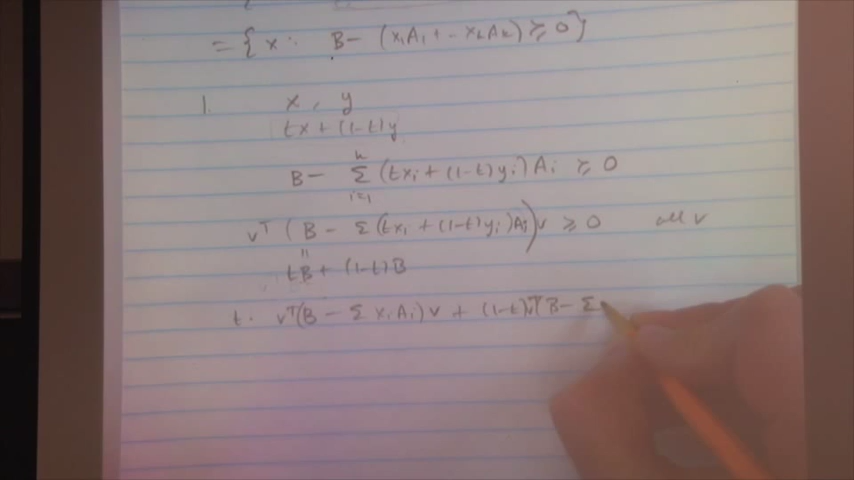 = { x : B - (x₁A₁ + - xₖAₖ) ≽ 0 }
1. x , y
tx + (1-t)y
B - Σᵢ₌₁ᵏ (txᵢ + (1-t)yᵢ) Aᵢ ≽ 0
vᵀ ( B - Σ (txᵢ + (1-t)yᵢ)Aᵢ) v ≥ 0 all v
"
tB + (1-t)B
t. vᵀ(B - Σ xᵢAᵢ)v + (1-t)vᵀ(B - Σ